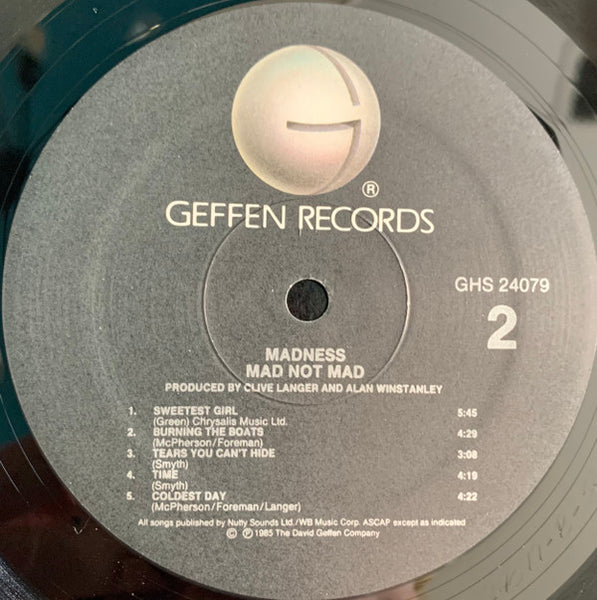 ®
GEFFEN RECORDS
GHS 24079
2
MADNESS
MAD NOT MAD
PRODUCED BY CLIVE LANGER AND ALAN WINSTANLEY
1. SWEETEST GIRL 5:45
(Green) Chrysalis Music Ltd.
2. BURNING THE BOATS 4:29
(McPherson/Foreman)
3. TEARS YOU CAN'T HIDE 3:08
(Smyth)
4. TIME 4:19
(Smyth)
5. COLDEST DAY 4:22
(McPherson/Foreman/Langer)
All songs published by Nutty Sounds Ltd./WB Music Corp. ASCAP except as indicated
© ℗ 1985 The David Geffen Company